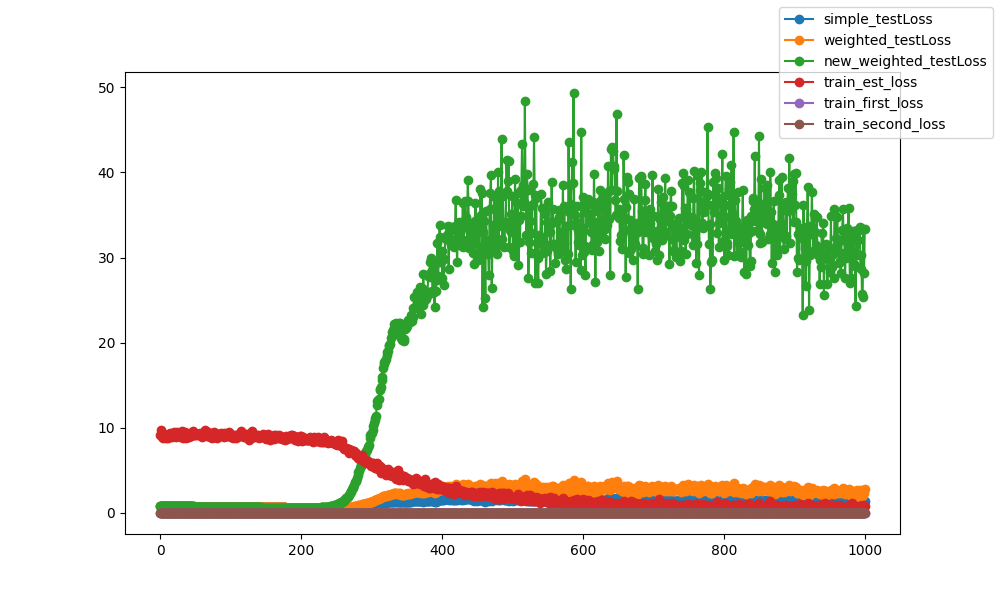 simple_testLoss
weighted_testLoss
new_weighted_testLoss
train_est_loss
train_first_loss
train_second_loss
50
40
30
20
10
0
0 200 400 600 800 1000